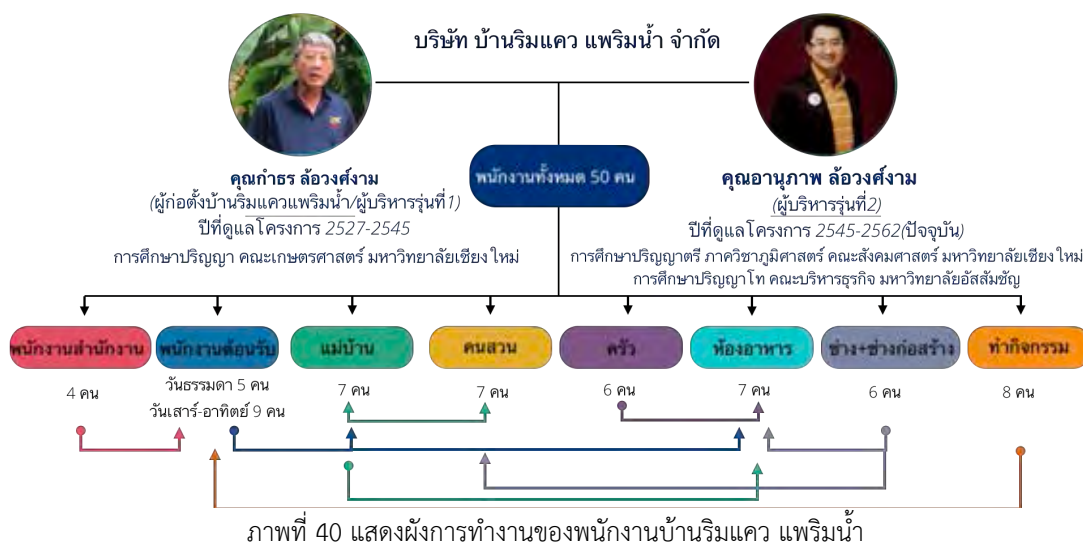 บริษัท บ้านริมแคว แพริมน้ำ จำกัด
พนักงานทั้งหมด 50 คน
คุณกำธร ล้อวงศ์งาม
(ผู้ก่อตั้งบ้านริมแควแพริมน้ำ/ผู้บริหารรุ่นที่1)
ปีที่ดูแลโครงการ 2527-2545
การศึกษาปริญญา คณะเกษตรศาสตร์ มหาวิทยาลัยเชียงใหม่
คุณอานุภาพ ล้อวงศ์งาม
(ผู้บริหารรุ่นที่2)
ปีที่ดูแลโครงการ 2545-2562(ปัจจุบัน)
การศึกษาปริญญาตรี ภาควิชาภูมิศาสตร์ คณะสังคมศาสตร์ มหาวิทยาลัยเชียงใหม่
การศึกษาปริญญาโท คณะบริหารธุรกิจ มหาวิทยาลัยอัสสัมชัญ
พนักงานสำนักงาน พนักงานต้อนรับ แม่บ้าน คนสวน ครัว ห้องอาหาร ช่าง+ช่างก่อสร้าง ทำกิจกรรม
4 คน วันธรรมดา 5 คน 7 คน 7 คน 6 คน 7 คน 6 คน 8 คน
วันเสาร์-อาทิตย์ 9 คน
ภาพที่ 40 แสดงผังการทำงานของพนักงานบ้านริมแคว แพริมน้ำ